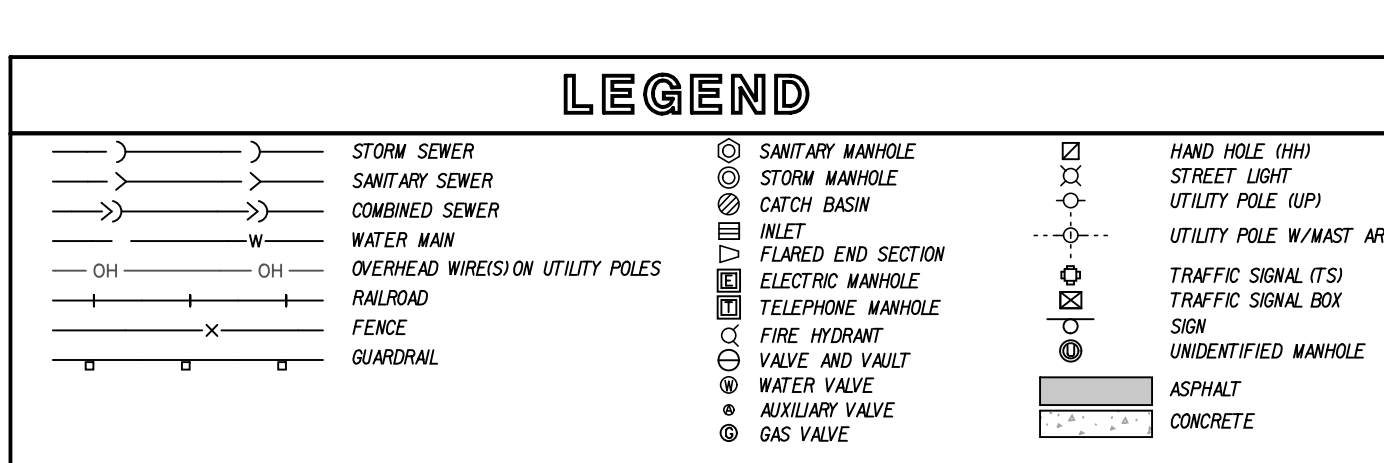 LEGEND
STORM SEWER
SANITARY SEWER
COMBINED SEWER
W WATER MAIN
OH OH OVERHEAD WIRE(S) ON UTILITY POLES
RAILROAD
FENCE
GUARDRAIL
SANITARY MANHOLE
STORM MANHOLE
CATCH BASIN
INLET
FLARED END SECTION
E ELECTRIC MANHOLE
T TELEPHONE MANHOLE
FIRE HYDRANT
VALVE AND VAULT
W WATER VALVE
A AUXILIARY VALVE
G GAS VALVE
HAND HOLE (HH)
STREET LIGHT
UTILITY POLE (UP)
UTILITY POLE W/MAST AR
TRAFFIC SIGNAL (TS)
TRAFFIC SIGNAL BOX
SIGN
U UNIDENTIFIED MANHOLE
ASPHALT
CONCRETE